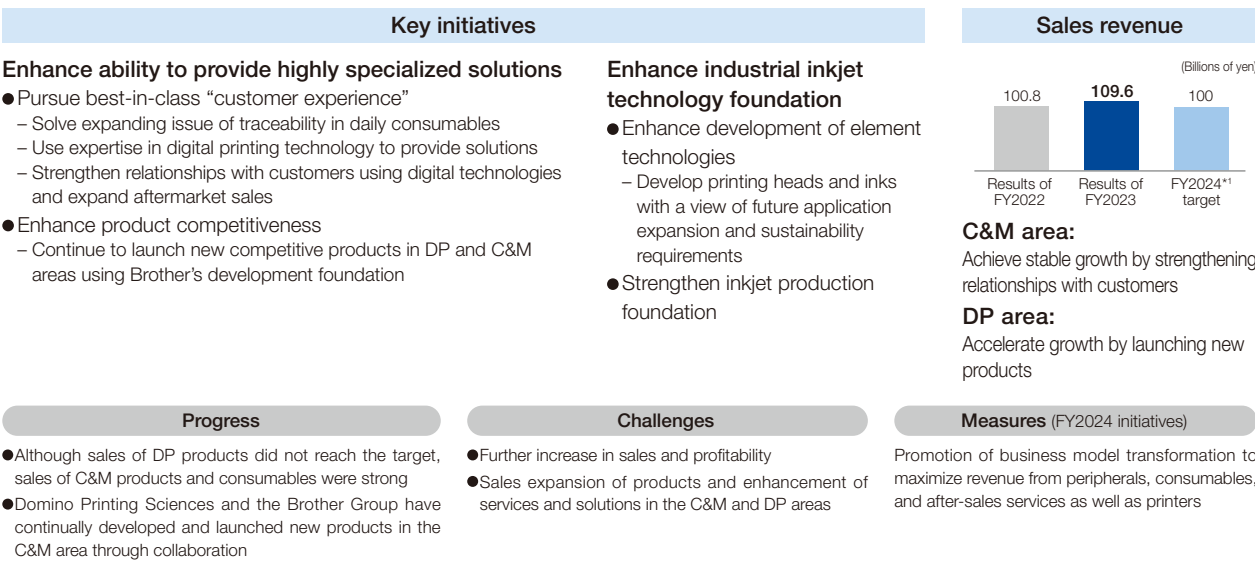 Key initiatives
Enhance ability to provide highly specialized solutions
● Pursue best-in-class “customer experience”
– Solve expanding issue of traceability in daily consumables
– Use expertise in digital printing technology to provide solutions
– Strengthen relationships with customers using digital technologies
and expand aftermarket sales
● Enhance product competitiveness
– Continue to launch new competitive products in DP and C&M
areas using Brother’s development foundation
Enhance industrial inkjet
technology foundation
● Enhance development of element
technologies
– Develop printing heads and inks
with a view of future application
expansion and sustainability
requirements
● Strengthen inkjet production
foundation
Sales revenue
(Billions of yen)
100.8
109.6
100
Results of
FY2022
Results of
FY2023
FY2024*1
target
C&M area:
Achieve stable growth by strengthening
relationships with customers
DP area:
Accelerate growth by launching new
products
Progress
● Although sales of DP products did not reach the target,
sales of C&M products and consumables were strong
● Domino Printing Sciences and the Brother Group have
continually developed and launched new products in the
C&M area through collaboration
Challenges
● Further increase in sales and profitability
● Sales expansion of products and enhancement of
services and solutions in the C&M and DP areas
Measures (FY2024 initiatives)
Promotion of business model transformation to
maximize revenue from peripherals, consumables,
and after-sales services as well as printers